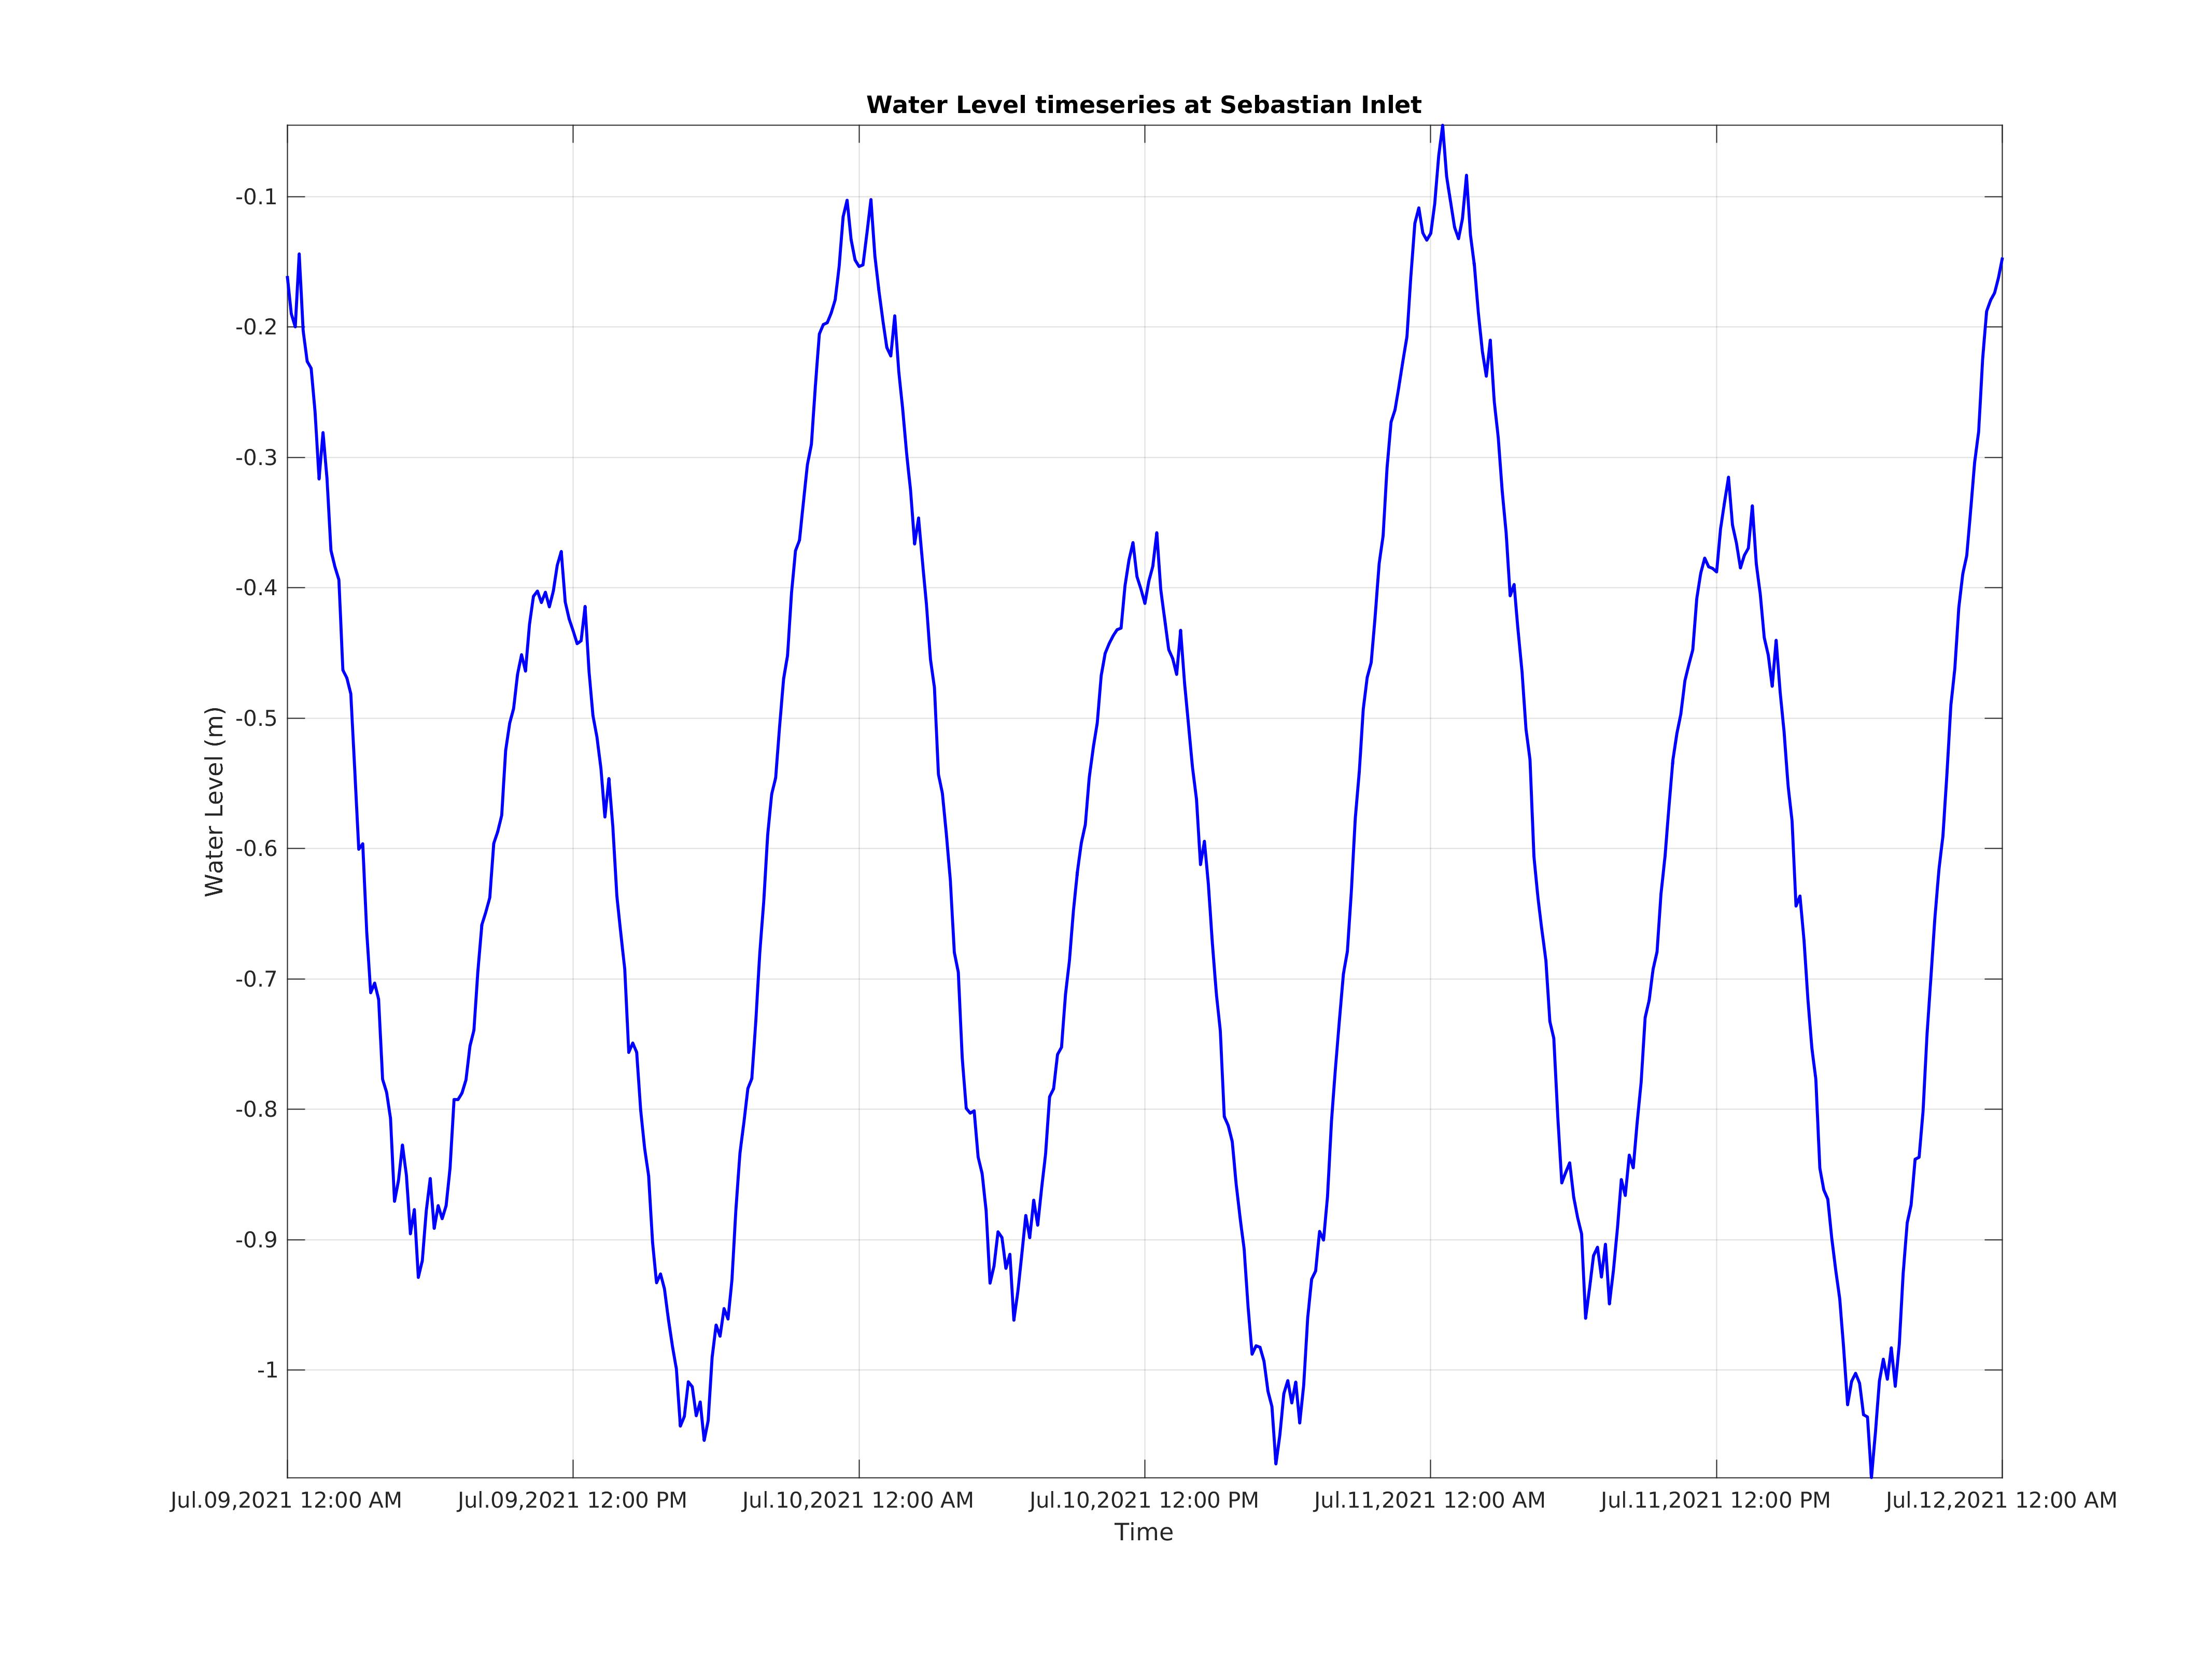 Water Level timeseries at Sebastian Inlet
-0.1
-0.2
-0.3
-0.4
-0.5
-0.6
-0.7
-0.8
-0.9
-1
Water Level (m)
Jul.09,2021 12:00 AM Jul.09,2021 12:00 PM Jul.10,2021 12:00 AM Jul.10,2021 12:00 PM Jul.11,2021 12:00 AM Jul.11,2021 12:00 PM Jul.12,2021 12:00 AM
Time